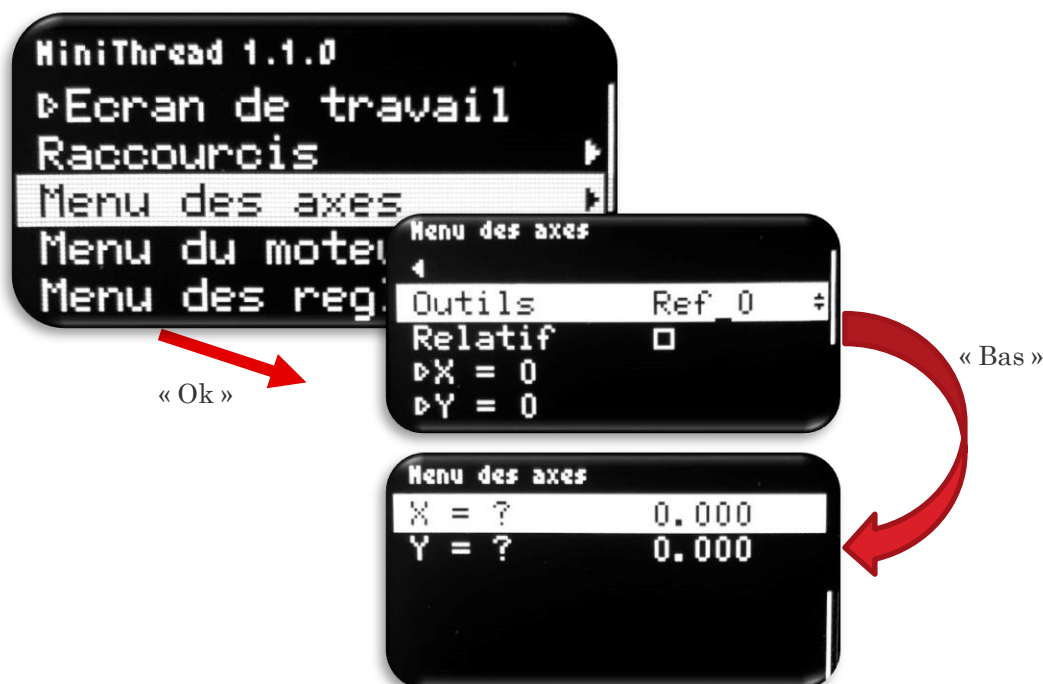 MiniThread 1.1.0
▹Ecran de travail
Raccourcis
Menu des axes
Menu du moteu
Menu des reg
« Ok »
Menu des axes
Outils Ref_0
Relatif
▹X = 0
▹Y = 0
« Bas »
Menu des axes
X = ? 0.000
Y = ? 0.000